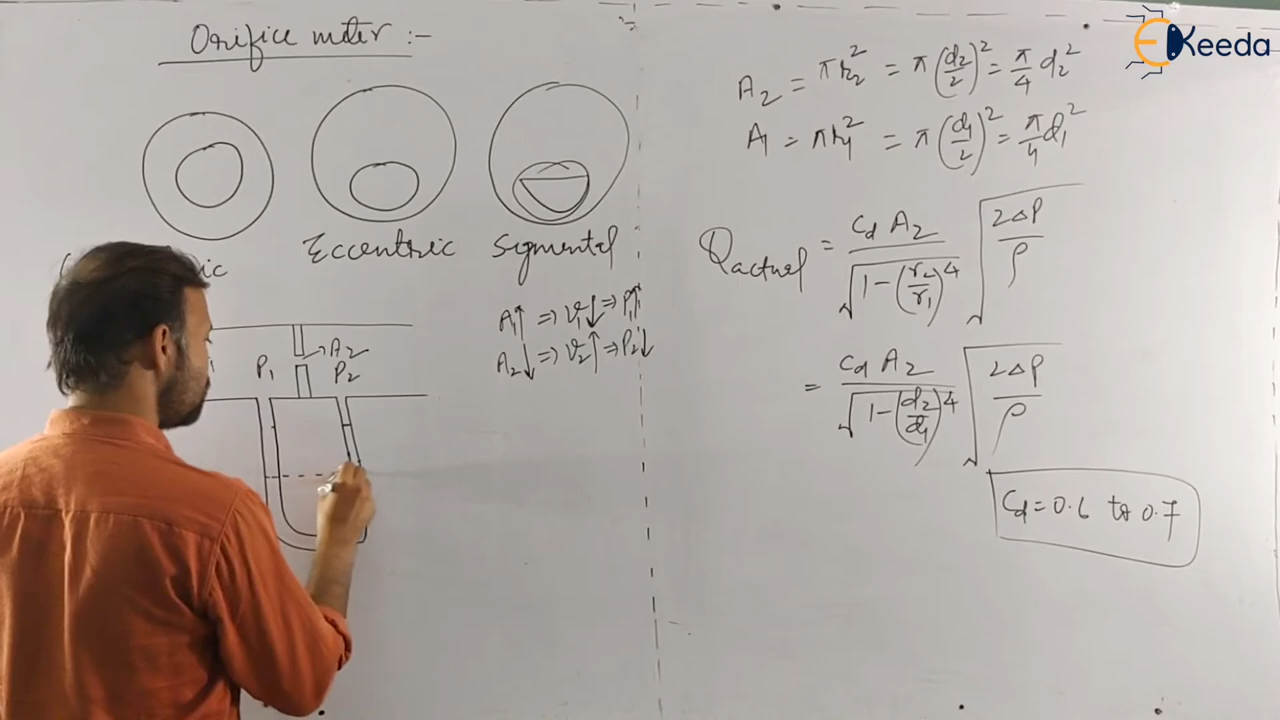 Orifice meter :-
Eccentric
Segmental
ic
A₁↑ ⇒ v₁↓ ⇒ P₁↑
A₂↓ ⇒ v₂↑ ⇒ P₂↓
→A₂
P₁
P₂
A₂ = πr₂² = π(d₂/2)² = π/4 d₂²
A₁ = πr₁² = π(d₁/2)² = π/4 d₁²
Qactual = Cd A₂ / √(1-(r₂/r₁)⁴) √(2ΔP/ρ)
= Cd A₂ / √(1-(d₂/d₁)⁴) √(2ΔP/ρ)
Cd = 0.6 to 0.7
EKeeda